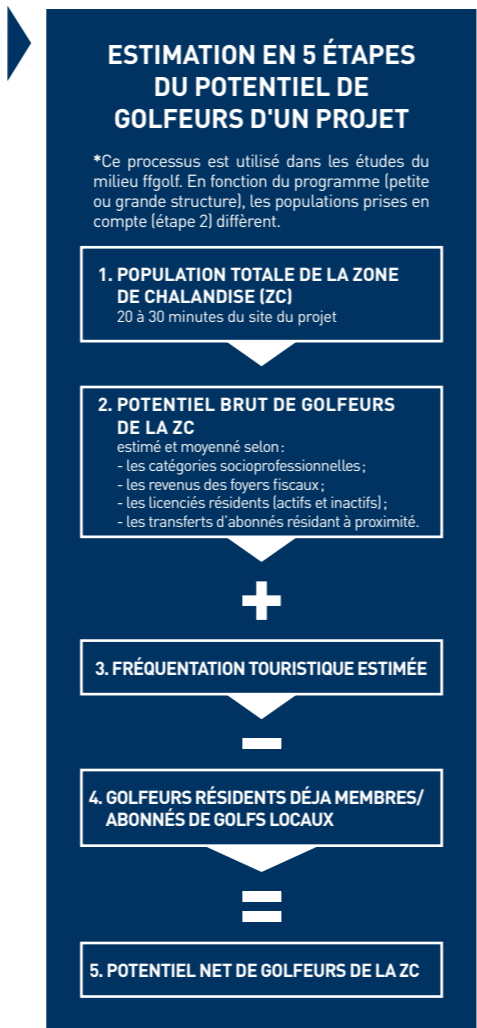 ESTIMATION EN 5 ÉTAPES
DU POTENTIEL DE
GOLFEURS D'UN PROJET
*Ce processus est utilisé dans les études du
milieu ffgolf. En fonction du programme (petite
ou grande structure), les populations prises en
compte (étape 2) diffèrent.
1. POPULATION TOTALE DE LA ZONE
DE CHALANDISE (ZC)
20 à 30 minutes du site du projet
2. POTENTIEL BRUT DE GOLFEURS
DE LA ZC
estimé et moyenné selon :
- les catégories socioprofessionnelles ;
- les revenus des foyers fiscaux ;
- les licenciés résidents (actifs et inactifs) ;
- les transferts d'abonnés résidant à proximité.
+
3. FRÉQUENTATION TOURISTIQUE ESTIMÉE
−
4. GOLFEURS RÉSIDENTS DÉJA MEMBRES/
ABONNÉS DE GOLFS LOCAUX
=
5. POTENTIEL NET DE GOLFEURS DE LA ZC